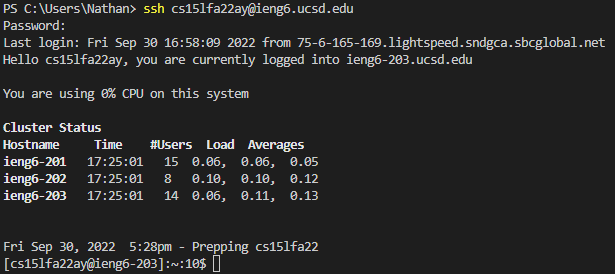 PS C:\Users\Nathan> ssh cs15lfa22ay@ieng6.ucsd.edu
Password:
Last login: Fri Sep 30 16:58:09 2022 from 75-6-165-169.lightspeed.sndgca.sbcglobal.net
Hello cs15lfa22ay, you are currently logged into ieng6-203.ucsd.edu
You are using 0% CPU on this system
Cluster Status
Hostname     Time    #Users  Load  Averages
ieng6-201   17:25:01   15  0.06,  0.06,  0.05
ieng6-202   17:25:01   8   0.10,  0.10,  0.12
ieng6-203   17:25:01   14  0.06,  0.11,  0.13
Fri Sep 30, 2022  5:28pm - Prepping cs15lfa22
[cs15lfa22ay@ieng6-203]:~:10$